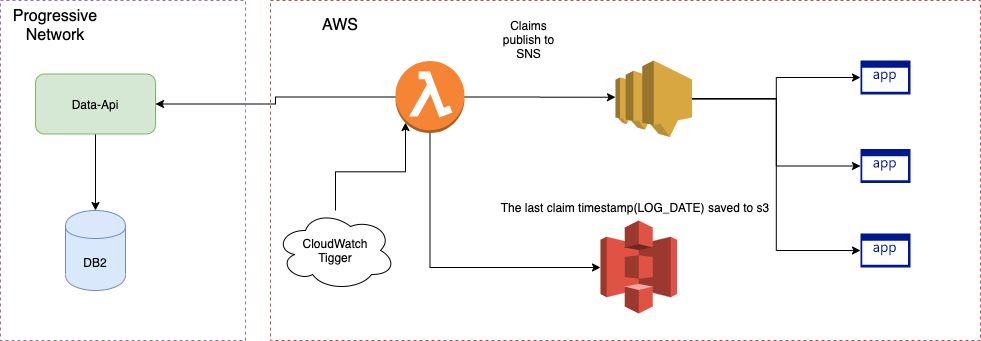 Progressive
Network
AWS
Claims
publish to
SNS
Data-Api
app
app
The last claim timestamp(LOG_DATE) saved to s3
CloudWatch
Tigger
DB2
app